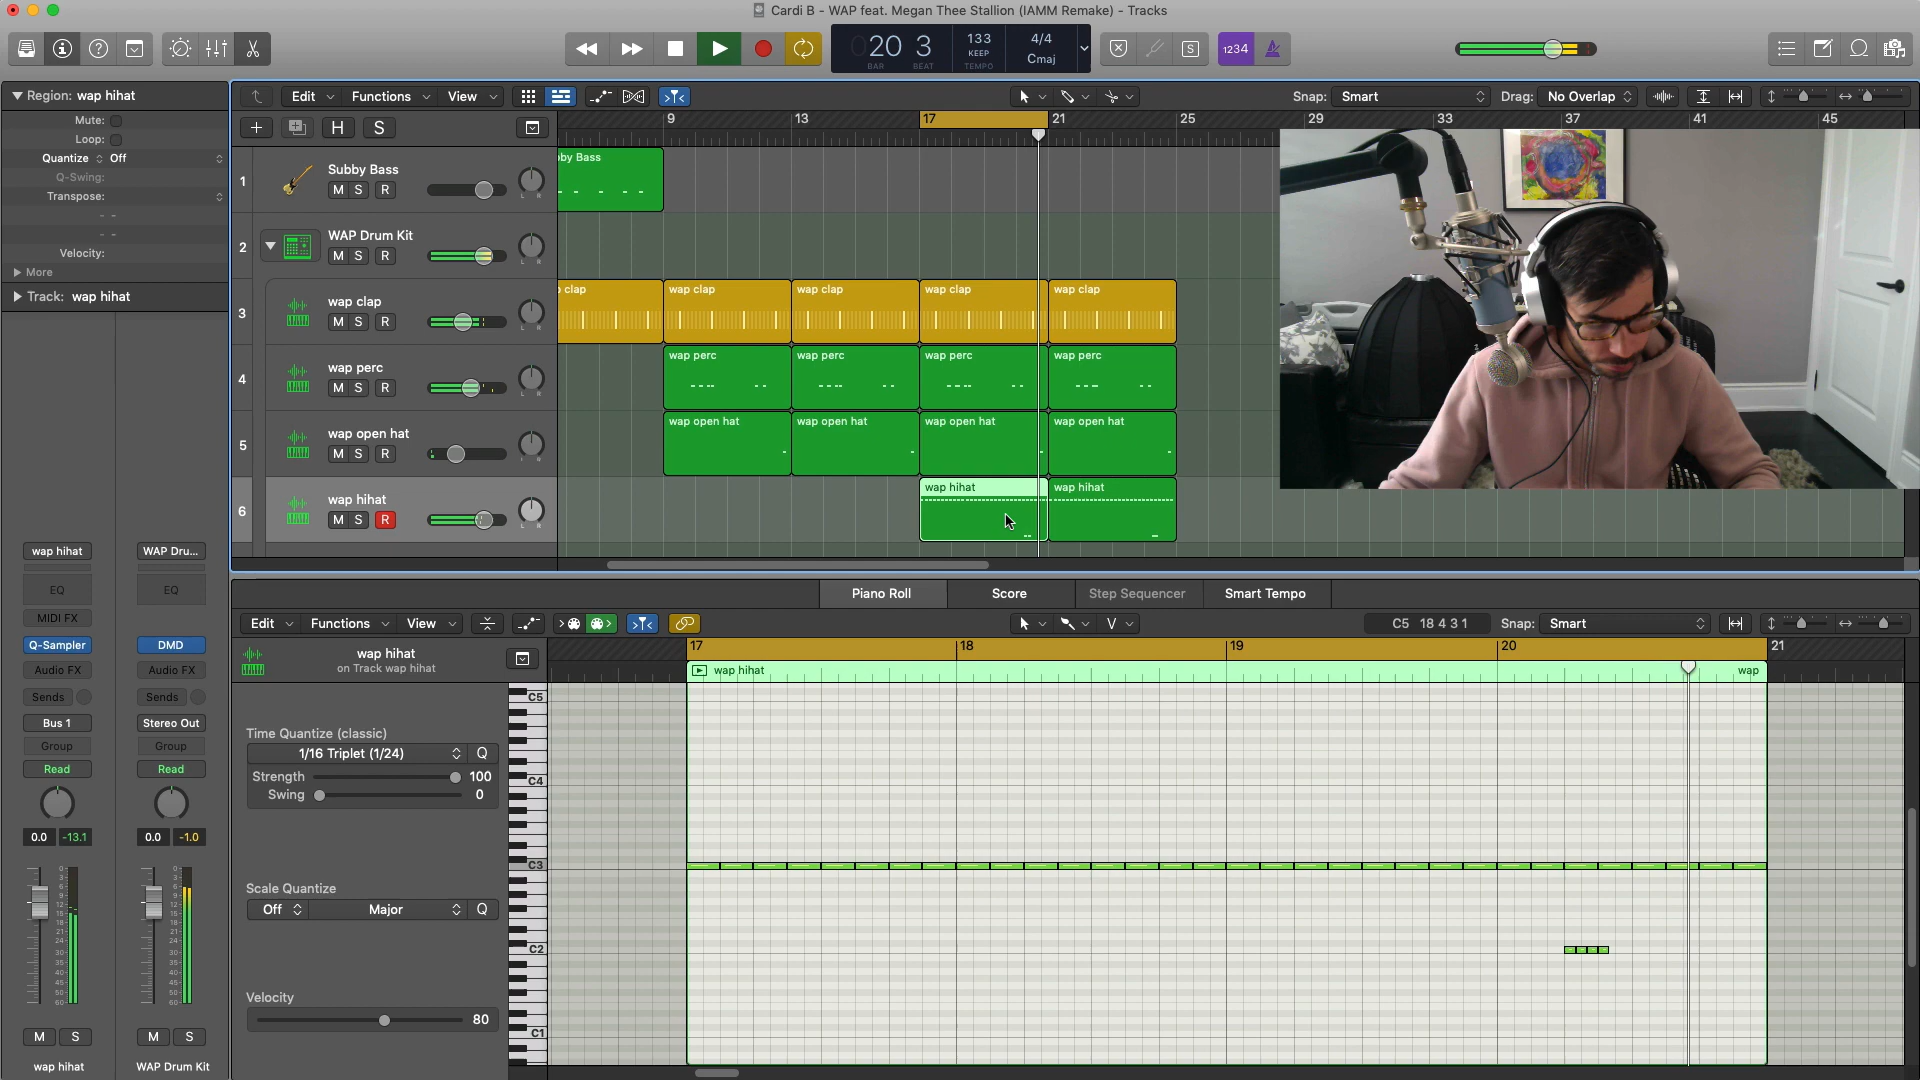 Cardi B - WAP feat. Megan Thee Stallion (IAMM Remake) - Tracks
20 3
BAR BEAT
133
KEEP
TEMPO
4/4
Cmaj
S
1234
Region: wap hihat
Mute:
Loop:
Quantize Off
Q-Swing:
Transpose:
Velocity:
More
Track: wap hihat
Edit Functions View
Snap: Smart
Drag: No Overlap
H S
9 13 17 21 25 29 33 37 41 45
1 Subby Bass
M S R
by Bass
2 WAP Drum Kit
M S R
3 wap clap
M S R
clap wap clap wap clap wap clap wap clap
4 wap perc
M S R
wap perc wap perc wap perc wap perc
5 wap open hat
M S R
wap open hat wap open hat wap open hat wap open hat
6 wap hihat
M S R
wap hihat wap hihat
Piano Roll Score Step Sequencer Smart Tempo
Edit Functions View
V
C5 18 4 3 1
Snap: Smart
wap hihat
on Track wap hihat
17 18 19 20 21
wap hihat wap
Time Quantize (classic)
1/16 Triplet (1/24) Q
Strength 100
Swing 0
Scale Quantize
Off Major Q
Velocity
80
C5
C4
C3
C2
C1
wap hihat WAP Dru...
EQ EQ
MIDI FX
Q-Sampler DMD
Audio FX Audio FX
Sends Sends
Bus 1 Stereo Out
Group Group
Read Read
0.0 -13.1 0.0 -1.0
M S M S
wap hihat WAP Drum Kit